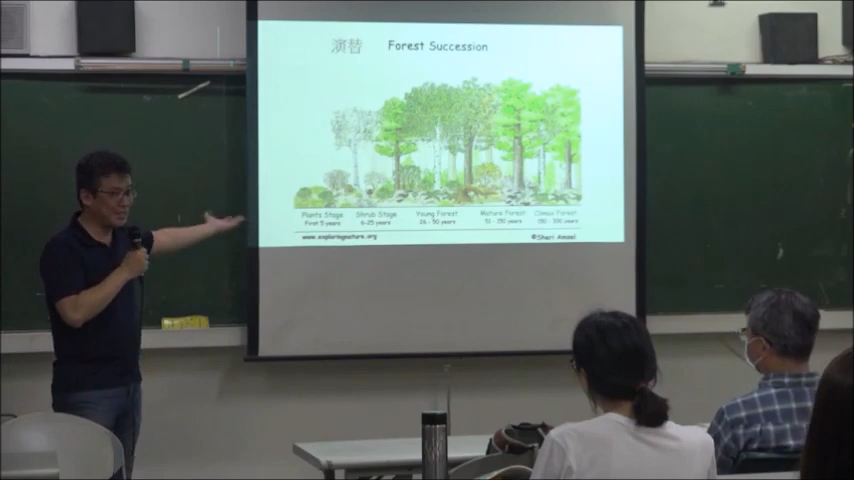 演替 Forest Succession
Plants Stage Shrub Stage Young Forest Mature Forest Climax Forest
First 5 years 6-25 years 26 - 50 years 51 - 150 years 150 - 300 years
www.exploringnature.org ©Sheri Amsel